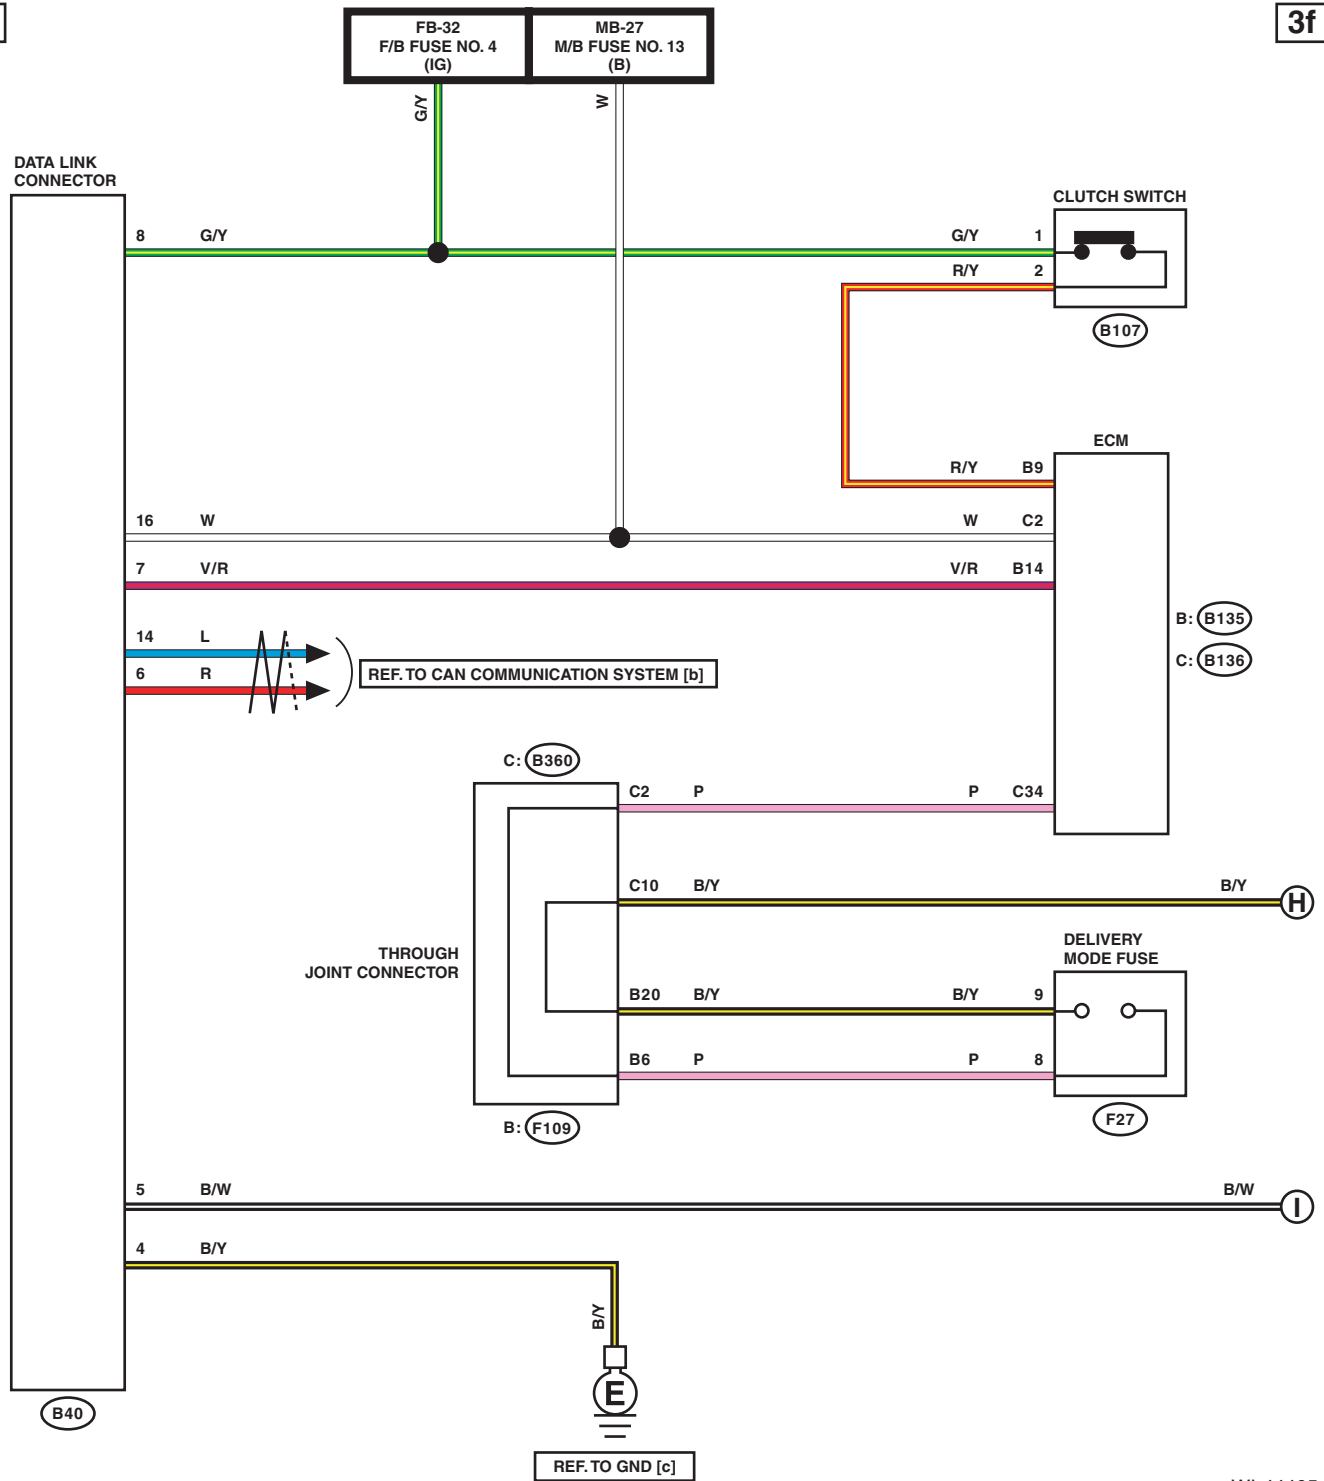 3f
FB-32
F/B FUSE NO. 4
(IG)
MB-27
M/B FUSE NO. 13
(B)
G/Y
W
DATA LINK
CONNECTOR
CLUTCH SWITCH
8 G/Y G/Y 1
R/Y 2
B107
ECM
R/Y B9
16 W W C2
7 V/R V/R B14
B: B135
14 L
6 R
REF. TO CAN COMMUNICATION SYSTEM [b]
C: B136
C: B360
C2 P P C34
C10 B/Y B/Y H
DELIVERY
MODE FUSE
THROUGH
JOINT CONNECTOR
B20 B/Y B/Y 9
B6 P P 8
B: F109
F27
5 B/W B/W I
4 B/Y
B/Y
E
B40
REF. TO GND [c]